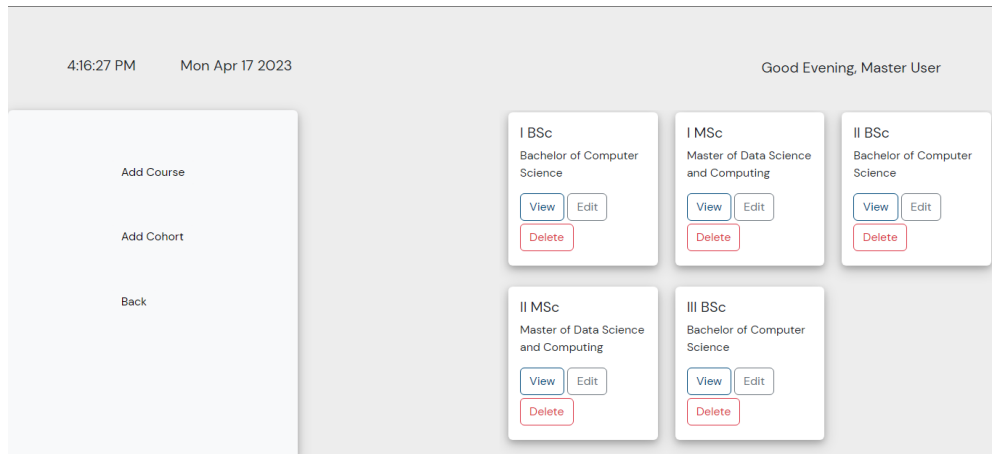 4:16:27 PM Mon Apr 17 2023
Good Evening, Master User
Add Course
Add Cohort
Back
I BSc
Bachelor of Computer
Science
View Edit
Delete
I MSc
Master of Data Science
and Computing
View Edit
Delete
II BSc
Bachelor of Computer
Science
View Edit
Delete
II MSc
Master of Data Science
and Computing
View Edit
Delete
III BSc
Bachelor of Computer
Science
View Edit
Delete